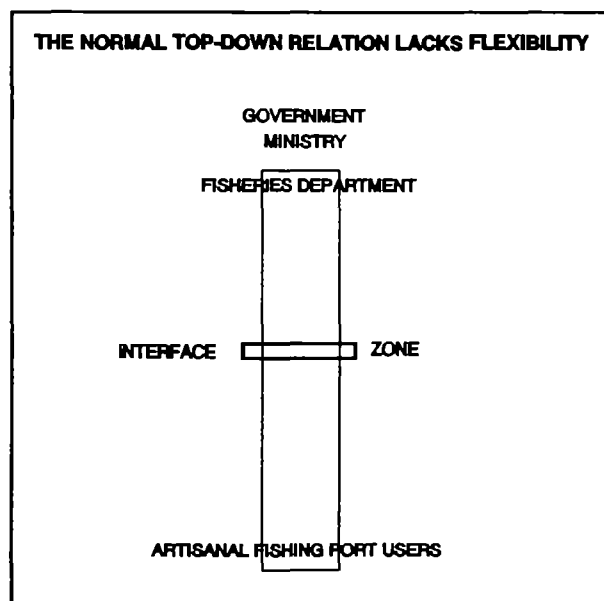 THE NORMAL TOP-DOWN RELATION LACKS FLEXIBILITY
GOVERNMENT
MINISTRY
FISHERIES DEPARTMENT
INTERFACE ZONE
ARTISANAL FISHING PORT USERS